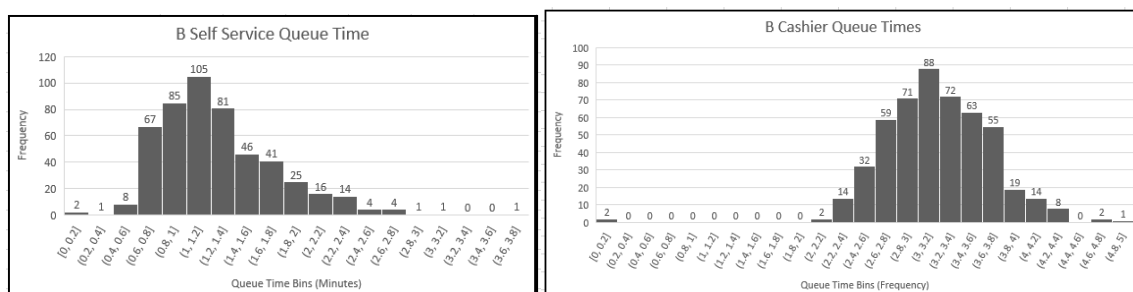 B Self Service Queue Time
120
100
80
60
40
20
0
Frequency
2 1 8 67 85 105 81 46 41 25 16 14 4 4 1 1 0 0 1
[0, 0.2] (0.2, 0.4] (0.4, 0.6] (0.6, 0.8] (0.8, 1] (1, 1.2] (1.2, 1.4] (1.4, 1.6] (1.6, 1.8] (1.8, 2] (2, 2.2] (2.2, 2.4] (2.4, 2.6] (2.6, 2.8] (2.8, 3] (3, 3.2] (3.2, 3.4] (3.4, 3.6] (3.6, 3.8]
Queue Time Bins (Minutes)
B Cashier Queue Times
100
90
80
70
60
50
40
30
20
10
0
Frequency
2 0 0 0 0 0 0 0 0 0 2 14 32 59 71 88 72 63 55 19 14 8 0 2 1
[0, 0.2] (0.2, 0.4] (0.4, 0.6] (0.6, 0.8] (0.8, 1] (1, 1.2] (1.2, 1.4] (1.4, 1.6] (1.6, 1.8] (1.8, 2] (2, 2.2] (2.2, 2.4] (2.4, 2.6] (2.6, 2.8] (2.8, 3] (3, 3.2] (3.2, 3.4] (3.4, 3.6] (3.6, 3.8] (3.8, 4] (4, 4.2] (4.2, 4.4] (4.4, 4.6] (4.6, 4.8] (4.8, 5]
Queue Time Bins (Frequency)